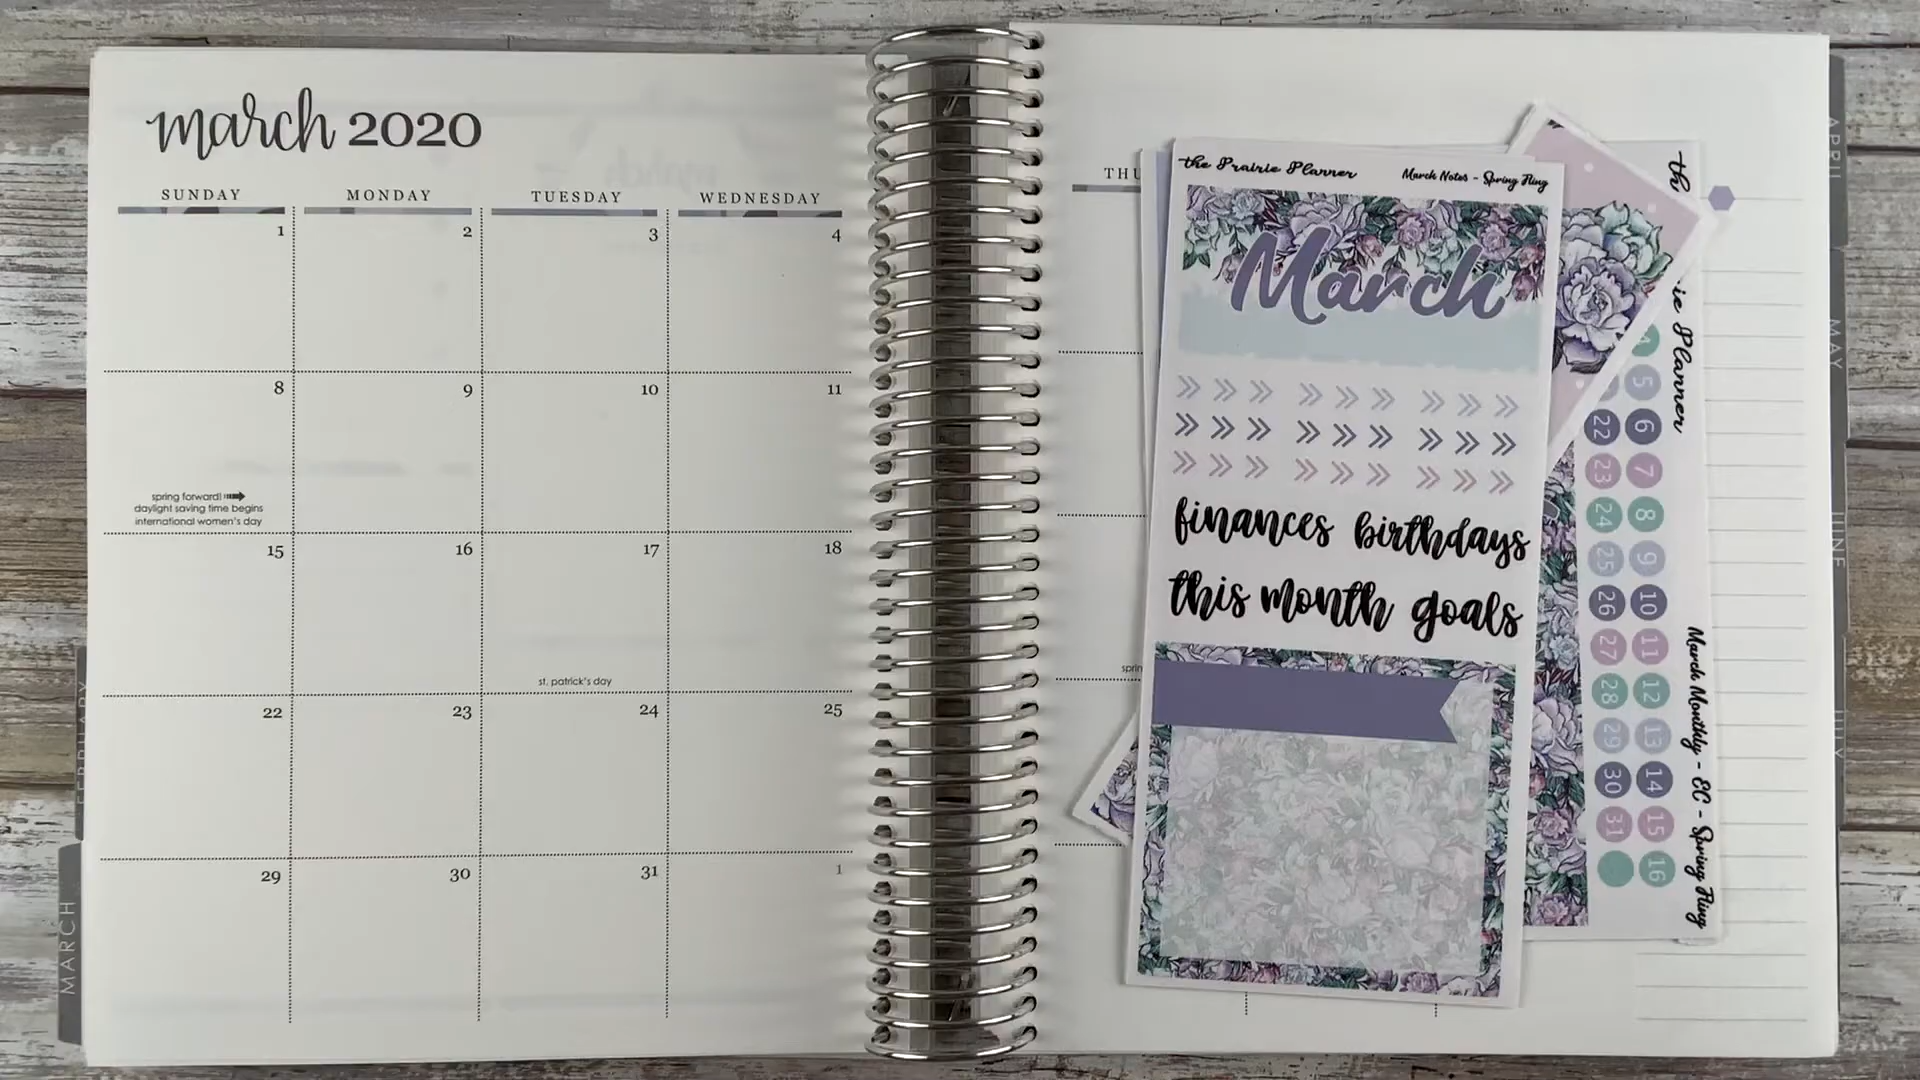 march 2020
SUNDAY MONDAY TUESDAY WEDNESDAY
1 2 3 4
8 9 10 11
spring forward!
daylight saving time begins
international women's day
15 16 17 18
st. patrick's day
22 23 24 25
29 30 31 1
FEBRUARY
MARCH
THU
sprin
the Prairie Planner
March Notes - Spring Fling
March
finances birthdays
this month goals
th
ie Planner
March Monthly - EC - Spring Fling
5
22 6
23 7
24 8
25 9
26 10
27 11
28 12
29 13
30 14
31 15
16
APRIL
MAY
JUNE
JULY